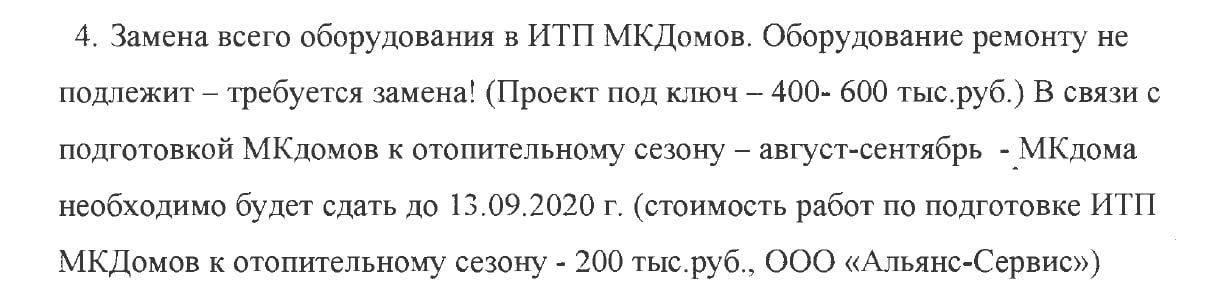 4. Замена всего оборудования в ИТП МКДомов. Оборудование ремонту не
подлежит – требуется замена! (Проект под ключ – 400- 600 тыс.руб.) В связи с
подготовкой МКдомов к отопительному сезону – август-сентябрь - МКдома
необходимо будет сдать до 13.09.2020 г. (стоимость работ по подготовке ИТП
МКДомов к отопительному сезону - 200 тыс.руб., ООО «Альянс-Сервис»)